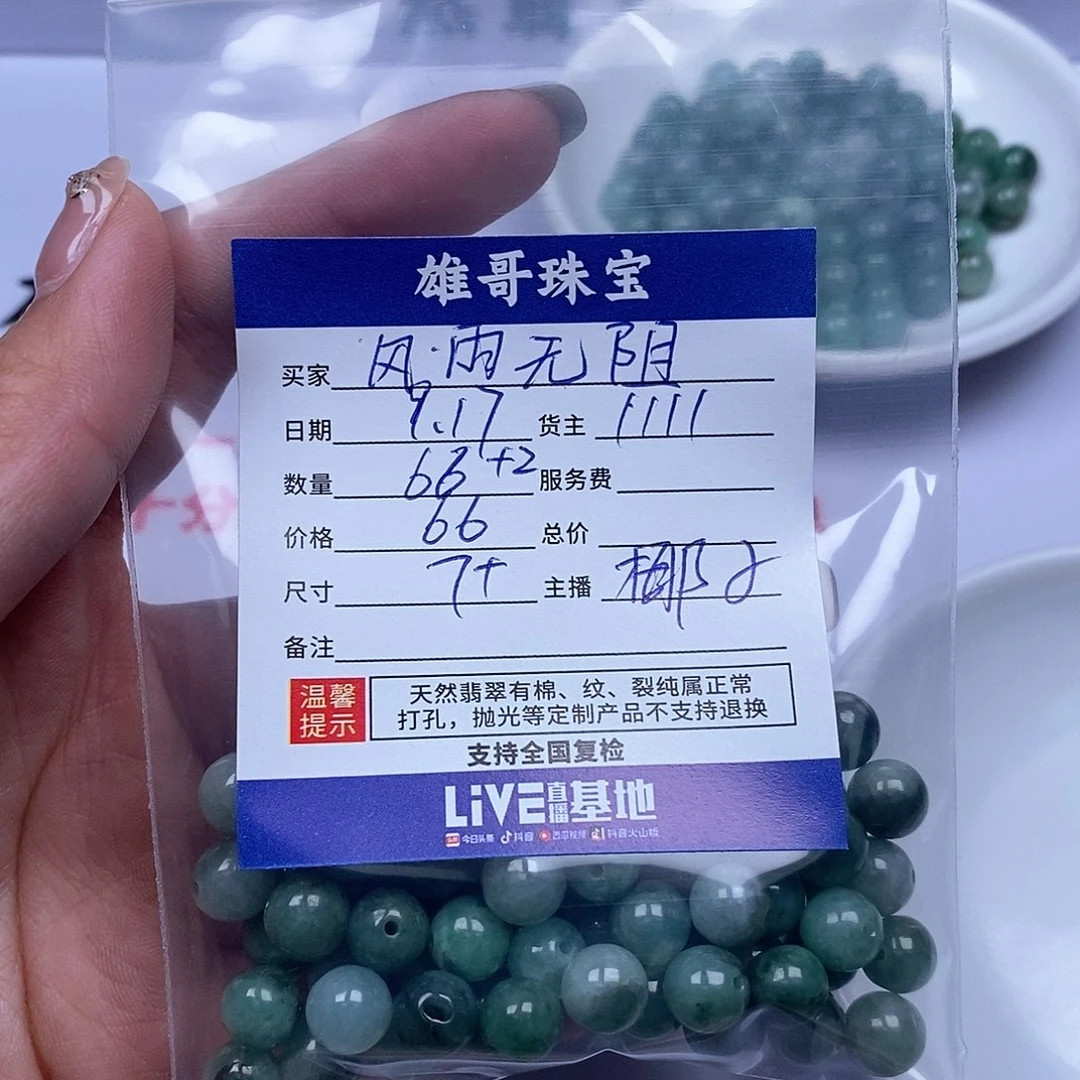 雄哥珠宝
买家 风.雨无阻
日期 9.17 货主 1111
数量 66+2 服务费
价格 66 总价
尺寸 7+ 主播 椰子
备注
温馨提示 天然翡翠有棉、纹、裂纯属正常
打孔，抛光等定制产品不支持退换
支持全国复检
LiVE直播基地
今日头条 抖音 西瓜视频 抖音火山版